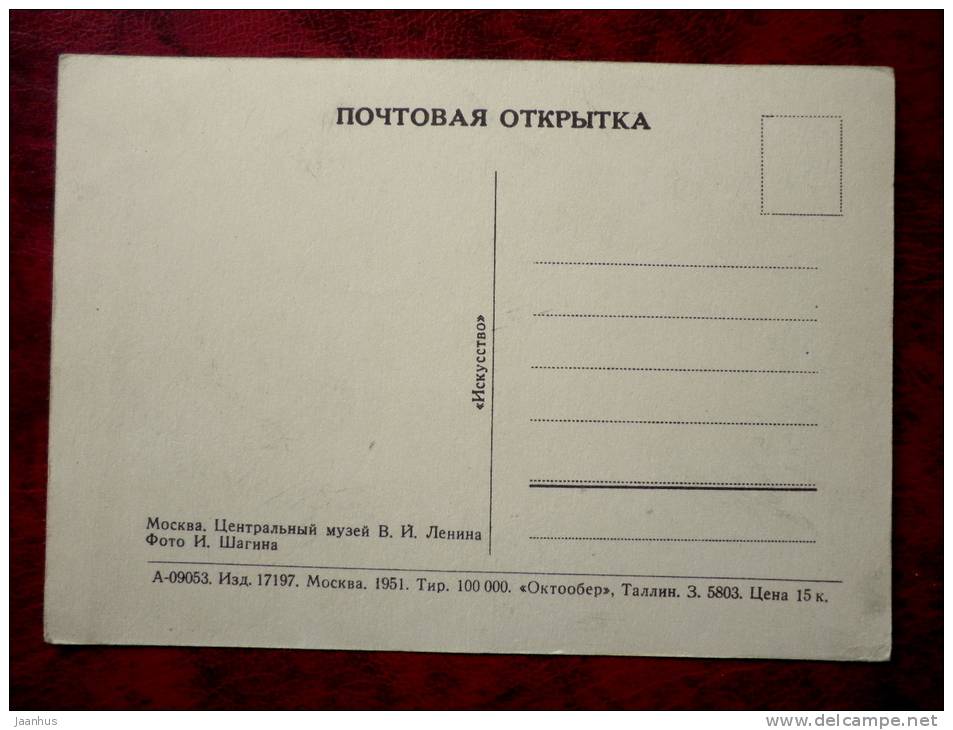 ПОЧТОВАЯ ОТКРЫТКА
«Искусство»
Москва. Центральный музей В. И. Ленина
Фото И. Шагина
А-09053. Изд. 17197. Москва. 1951. Тир. 100 000. «Октообер», Таллин. З. 5803. Цена 15 к.
jaanhus
www.delcampe.net